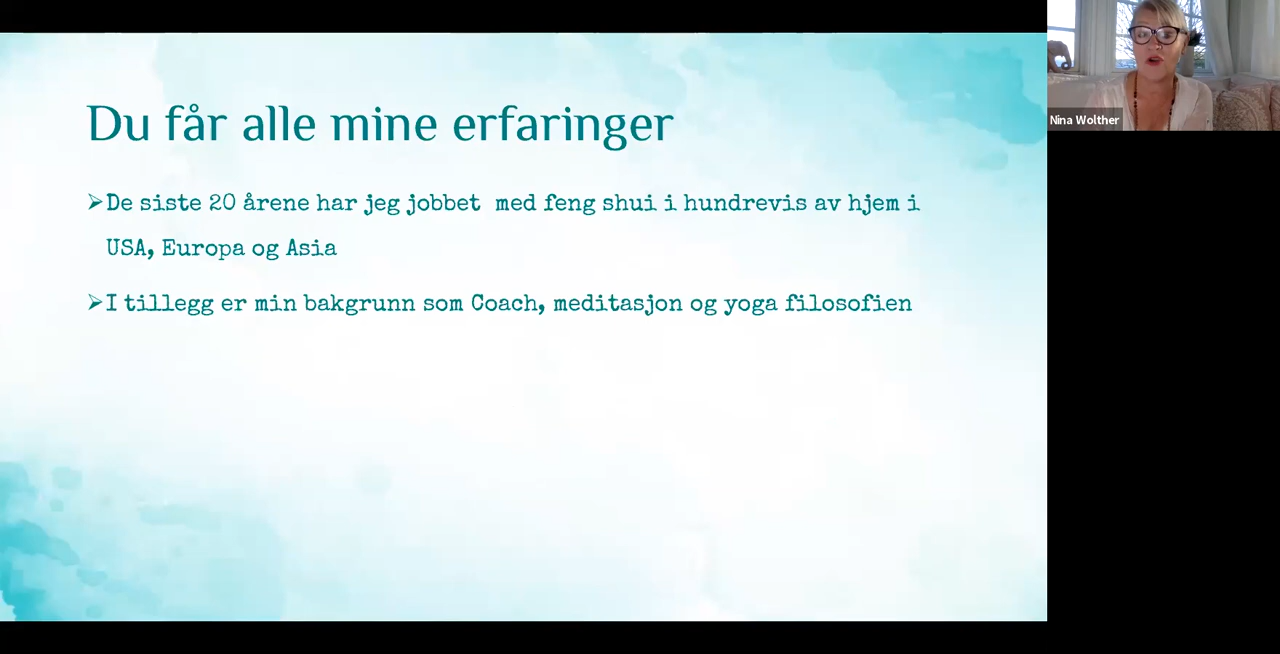 Du får alle mine erfaringer
➢De siste 20 årene har jeg jobbet  med feng shui i hundrevis av hjem i
USA, Europa og Asia
➢I tillegg er min bakgrunn som Coach, meditasjon og yoga filosofien
Nina Wolther